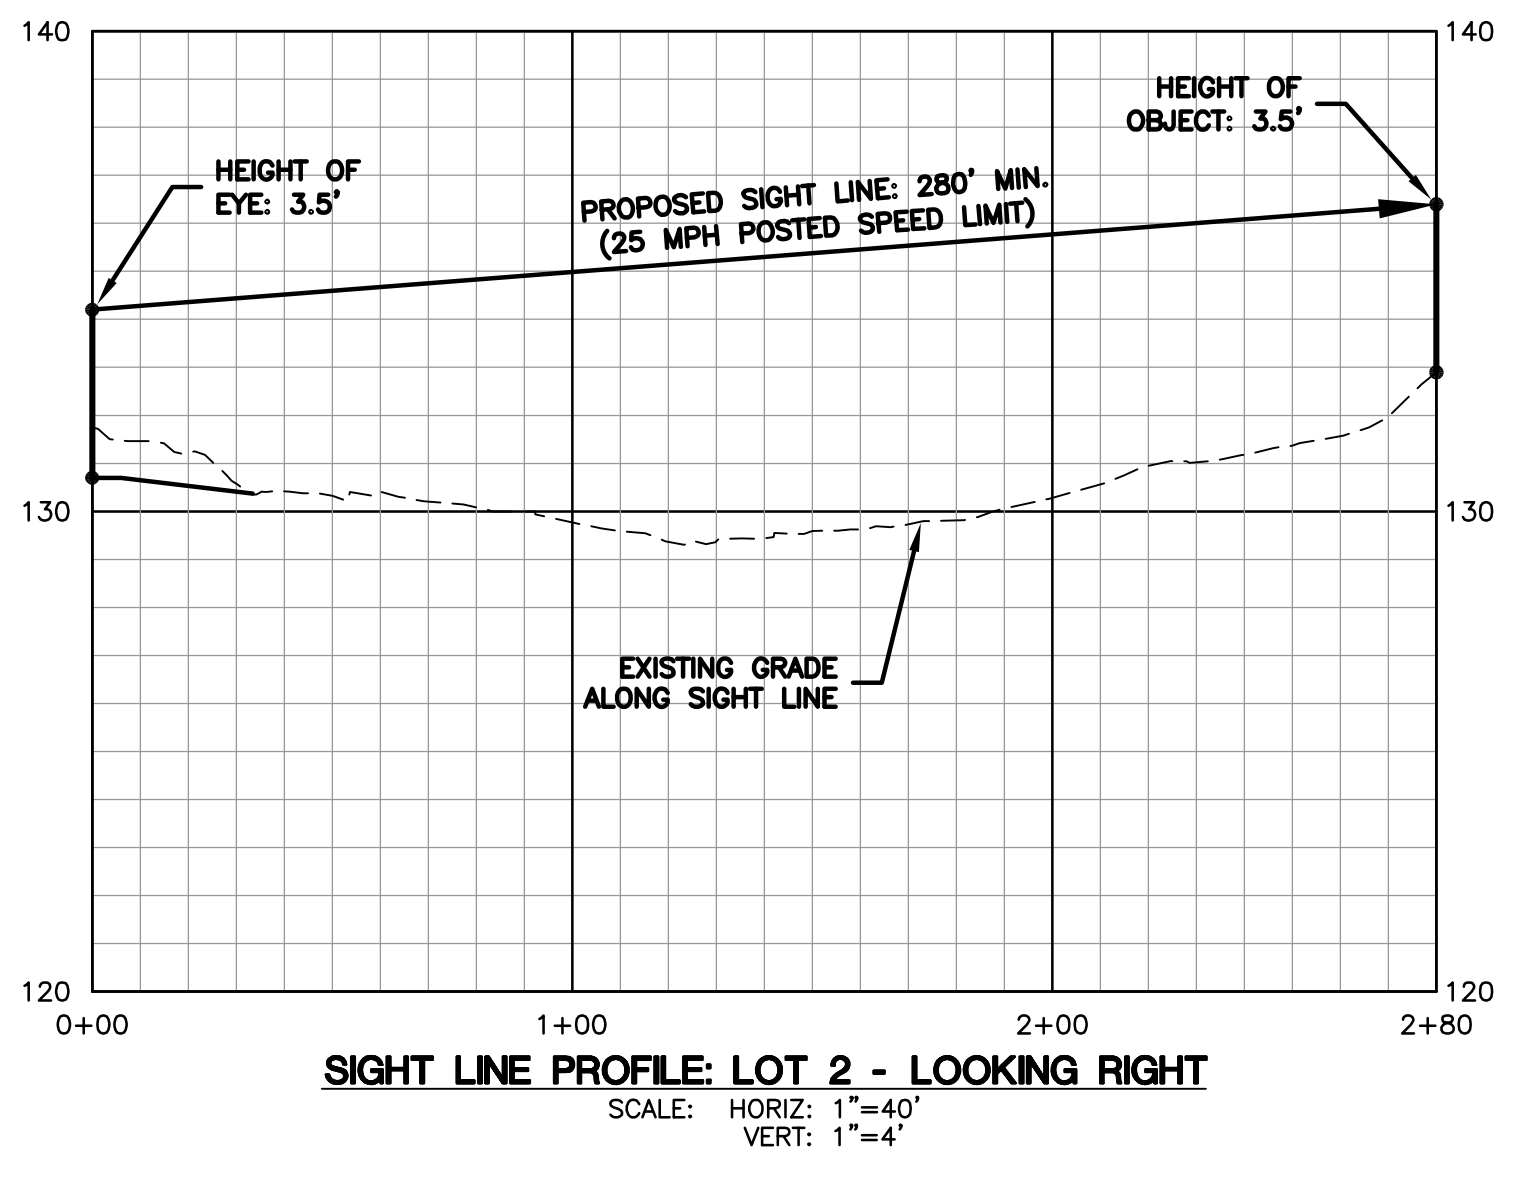 140
140
HEIGHT OF
OBJECT: 3.5'
HEIGHT OF
EYE: 3.5'
PROPOSED SIGHT LINE: 280' MIN.
(25 MPH POSTED SPEED LIMIT)
130
130
EXISTING GRADE
ALONG SIGHT LINE
120
120
0+00
1+00
2+00
2+80
SIGHT LINE PROFILE: LOT 2 - LOOKING RIGHT
SCALE: HORIZ: 1"=40'
VERT: 1"=4'